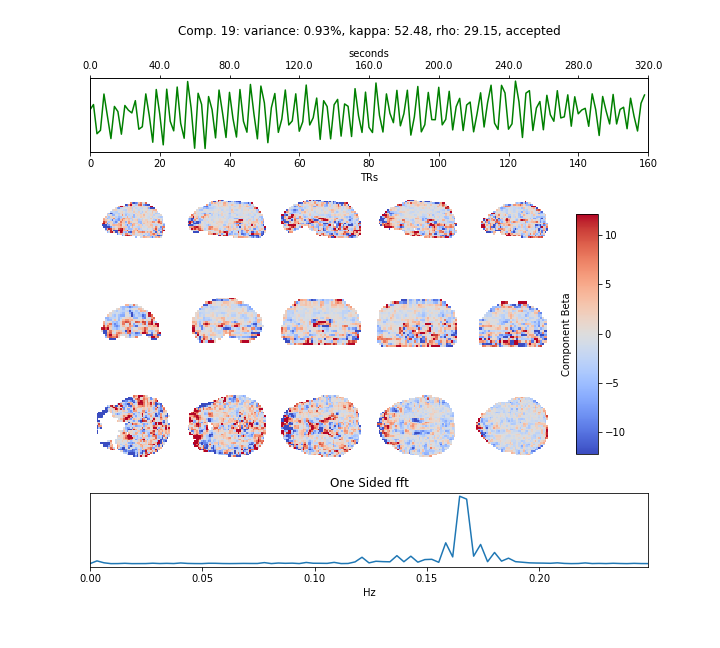 Comp. 19: variance: 0.93%, kappa: 52.48, rho: 29.15, accepted
seconds
0.0 40.0 80.0 120.0 160.0 200.0 240.0 280.0 320.0
0 20 40 60 80 100 120 140 160
TRs
10
5
0
−5
−10
Component Beta
One Sided fft
0.00 0.05 0.10 0.15 0.20
Hz